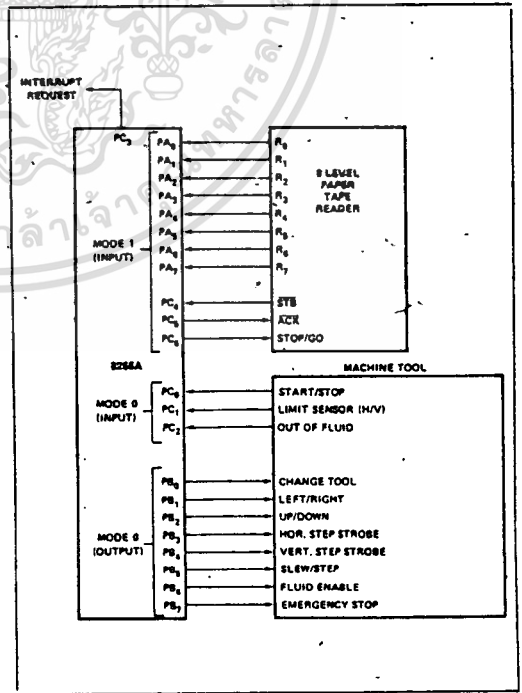 INTERRUPT
REQUEST
PC3
MODE 1
(INPUT)
PA0
PA1
PA2
PA3
PA4
PA5
PA6
PA7
PC4
PC5
PC6
R0
R1
R2
R3
R4
R5
R6
R7
8 LEVEL
PAPER
TAPE
READER
STB
ACK
STOP/GO
8255A
MACHINE TOOL
MODE 0
(INPUT)
PC0
PC1
PC2
START/STOP
LIMIT SENSOR (H/V)
OUT OF FLUID
MODE 0
(OUTPUT)
PB0
PB1
PB2
PB3
PB4
PB5
PB6
PB7
CHANGE TOOL
LEFT/RIGHT
UP/DOWN
HOR. STEP STROBE
VERT. STEP STROBE
SLEW/STEP
FLUID ENABLE
EMERGENCY STOP